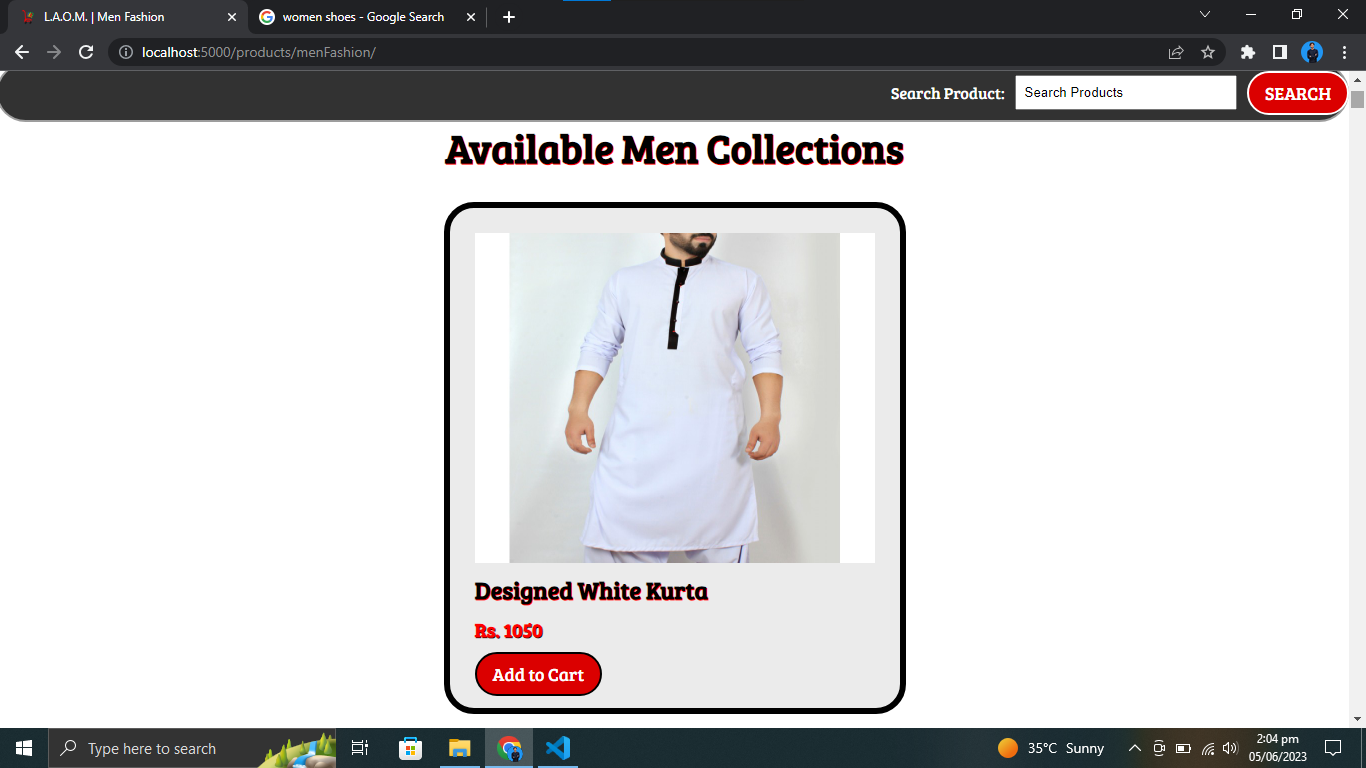 L.A.O.M. | Men Fashion
women shoes - Google Search
localhost:5000/products/menFashion/
Search Product:
Search Products
SEARCH
Available Men Collections
Designed White Kurta
Rs. 1050
Add to Cart
Type here to search
35°C Sunny
2:04 pm
05/06/2023